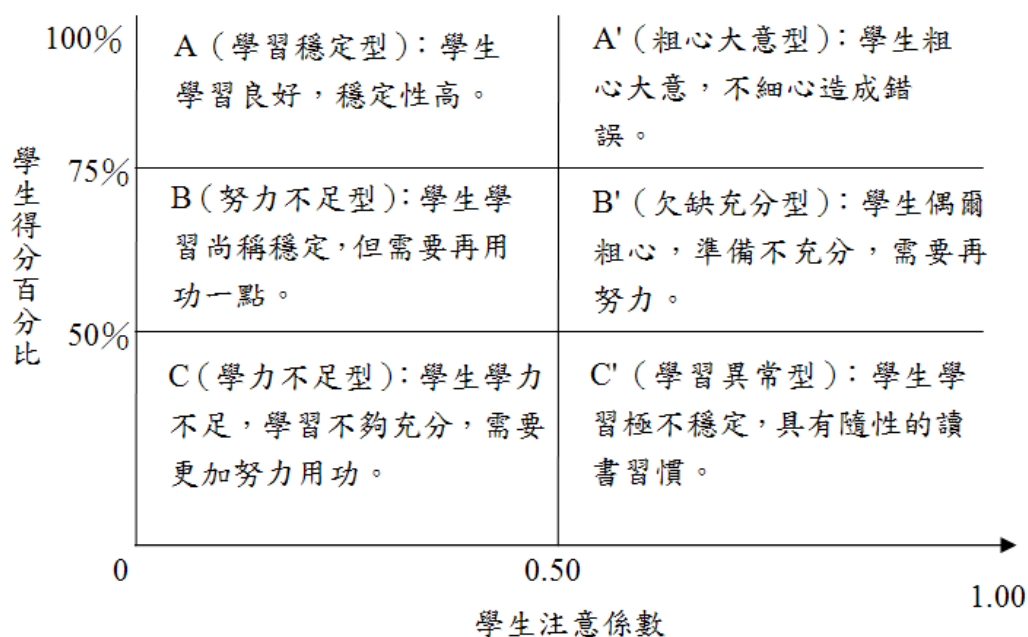 100%
A（學習穩定型）：學生
學習良好，穩定性高。
A'（粗心大意型）：學生粗
心大意，不細心造成錯
誤。
學生得分百分比
75%
B（努力不足型）：學生學
習尚稱穩定，但需要再用
功一點。
B'（欠缺充分型）：學生偶爾
粗心，準備不充分，需要再
努力。
50%
C（學力不足型）：學生學力
不足，學習不夠充分，需要
更加努力用功。
C'（學習異常型）：學生學
習極不穩定，具有隨性的讀
書習慣。
0
0.50
1.00
學生注意係數